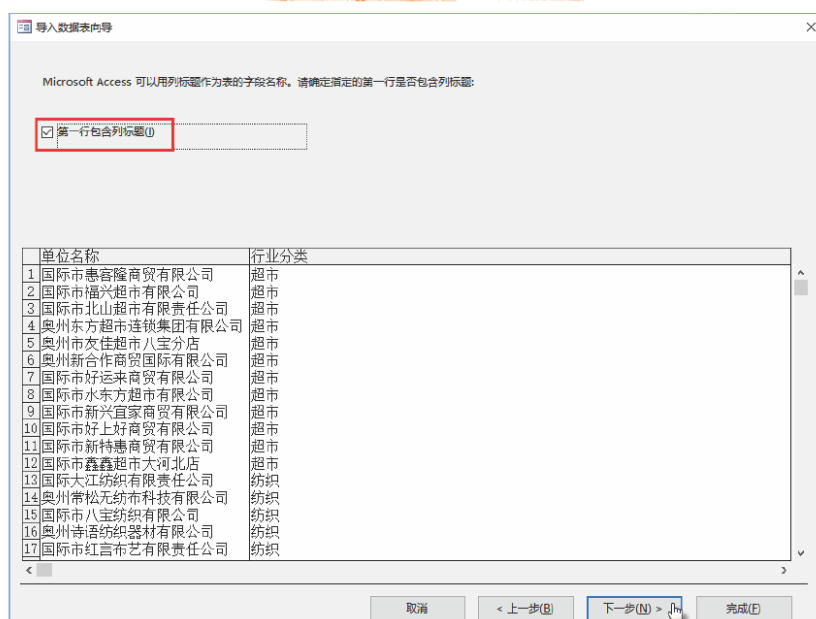 导入数据表向导
Microsoft Access 可以用列标题作为表的字段名称。请确定指定的第一行是否包含列标题:
第一行包含列标题(I)
单位名称 行业分类
1 国际市惠客隆商贸有限公司 超市
2 国际市福兴超市有限公司 超市
3 国际市北山超市有限责任公司 超市
4 奥州东方超市连锁集团有限公司 超市
5 奥州市友佳超市八宝分店 超市
6 奥州新合作商贸国际有限公司 超市
7 国际市好运来商贸有限公司 超市
8 国际市水东方超市有限公司 超市
9 国际市新兴宜家商贸有限公司 超市
10 国际市好上好商贸有限公司 超市
11 国际市新特惠商贸有限公司 超市
12 国际市鑫鑫超市大河北店 超市
13 国际大江纺织有限责任公司 纺织
14 奥州常松无纺布科技有限公司 纺织
15 国际市八宝纺织有限公司 纺织
16 奥州诗语纺织器材有限公司 纺织
17 国际市红言布艺有限责任公司 纺织
取消 < 上一步(B) 下一步(N) > 完成(F)